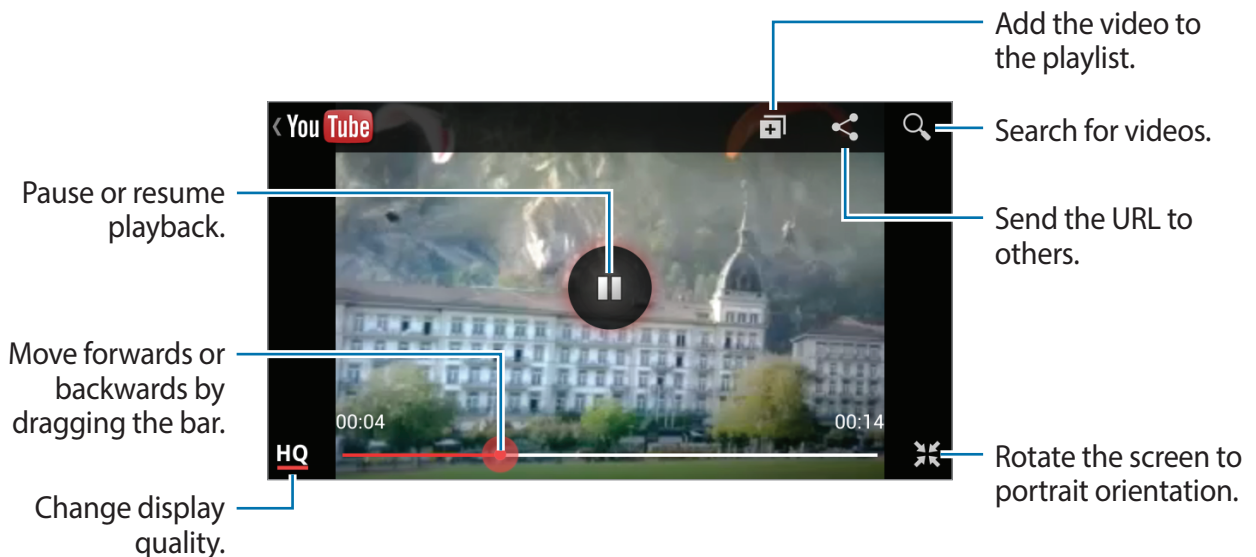 Add the video to
the playlist.
You Tube
Search for videos.
Pause or resume
playback.
Send the URL to
others.
Move forwards or
backwards by
dragging the bar.
00:04
00:14
HQ
Rotate the screen to
portrait orientation.
Change display
quality.